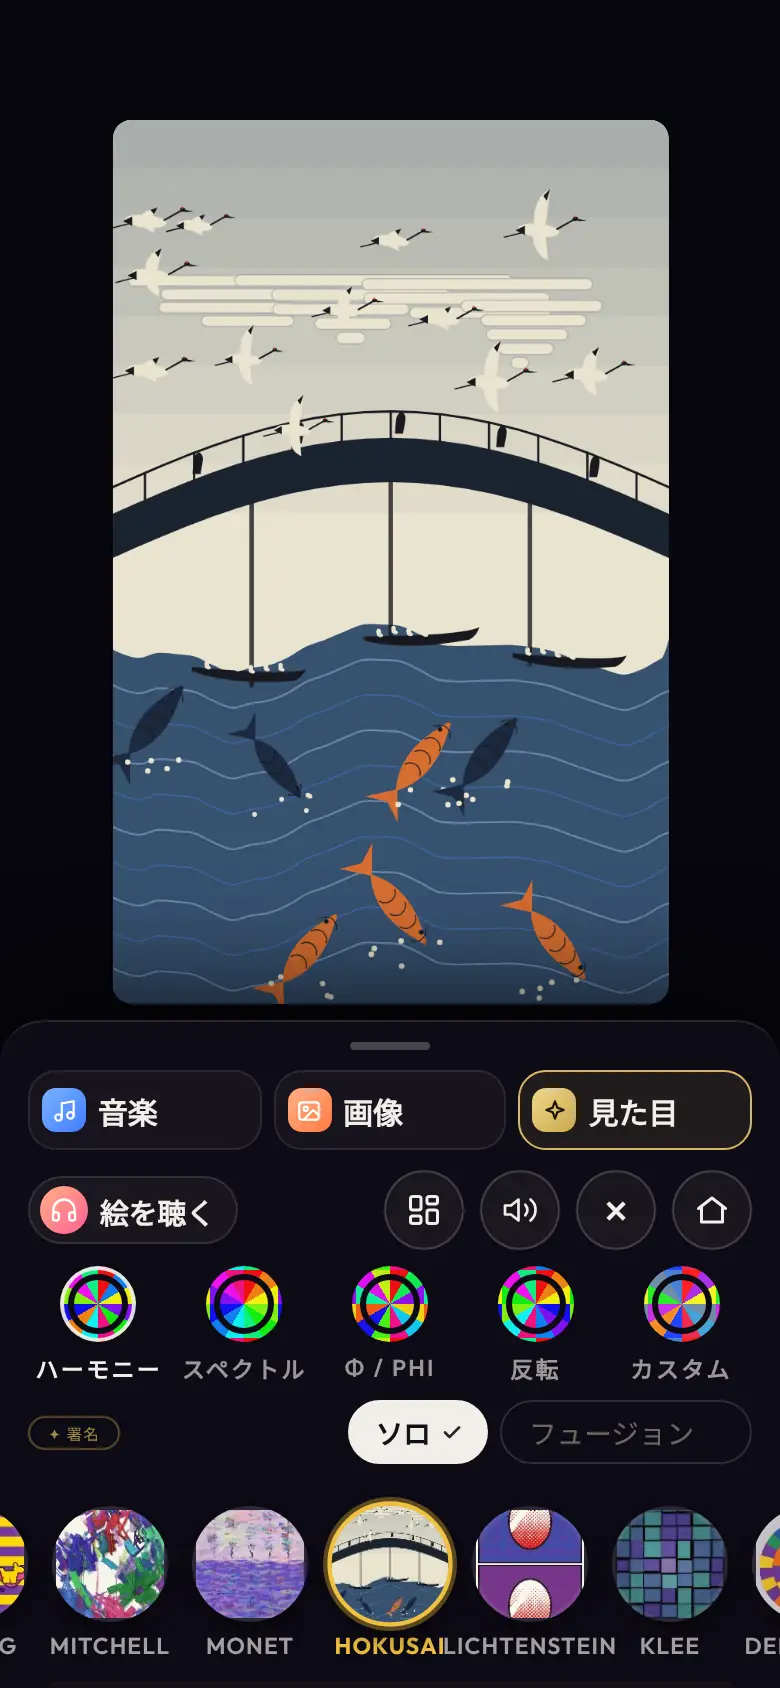 音楽
画像
見た目
絵を聴く
ハーモニー
スペクトル
Φ / PHI
反転
カスタム
署名
ソロ
フュージョン
G
MITCHELL
MONET
HOKUSAI
LICHTENSTEIN
KLEE
DE